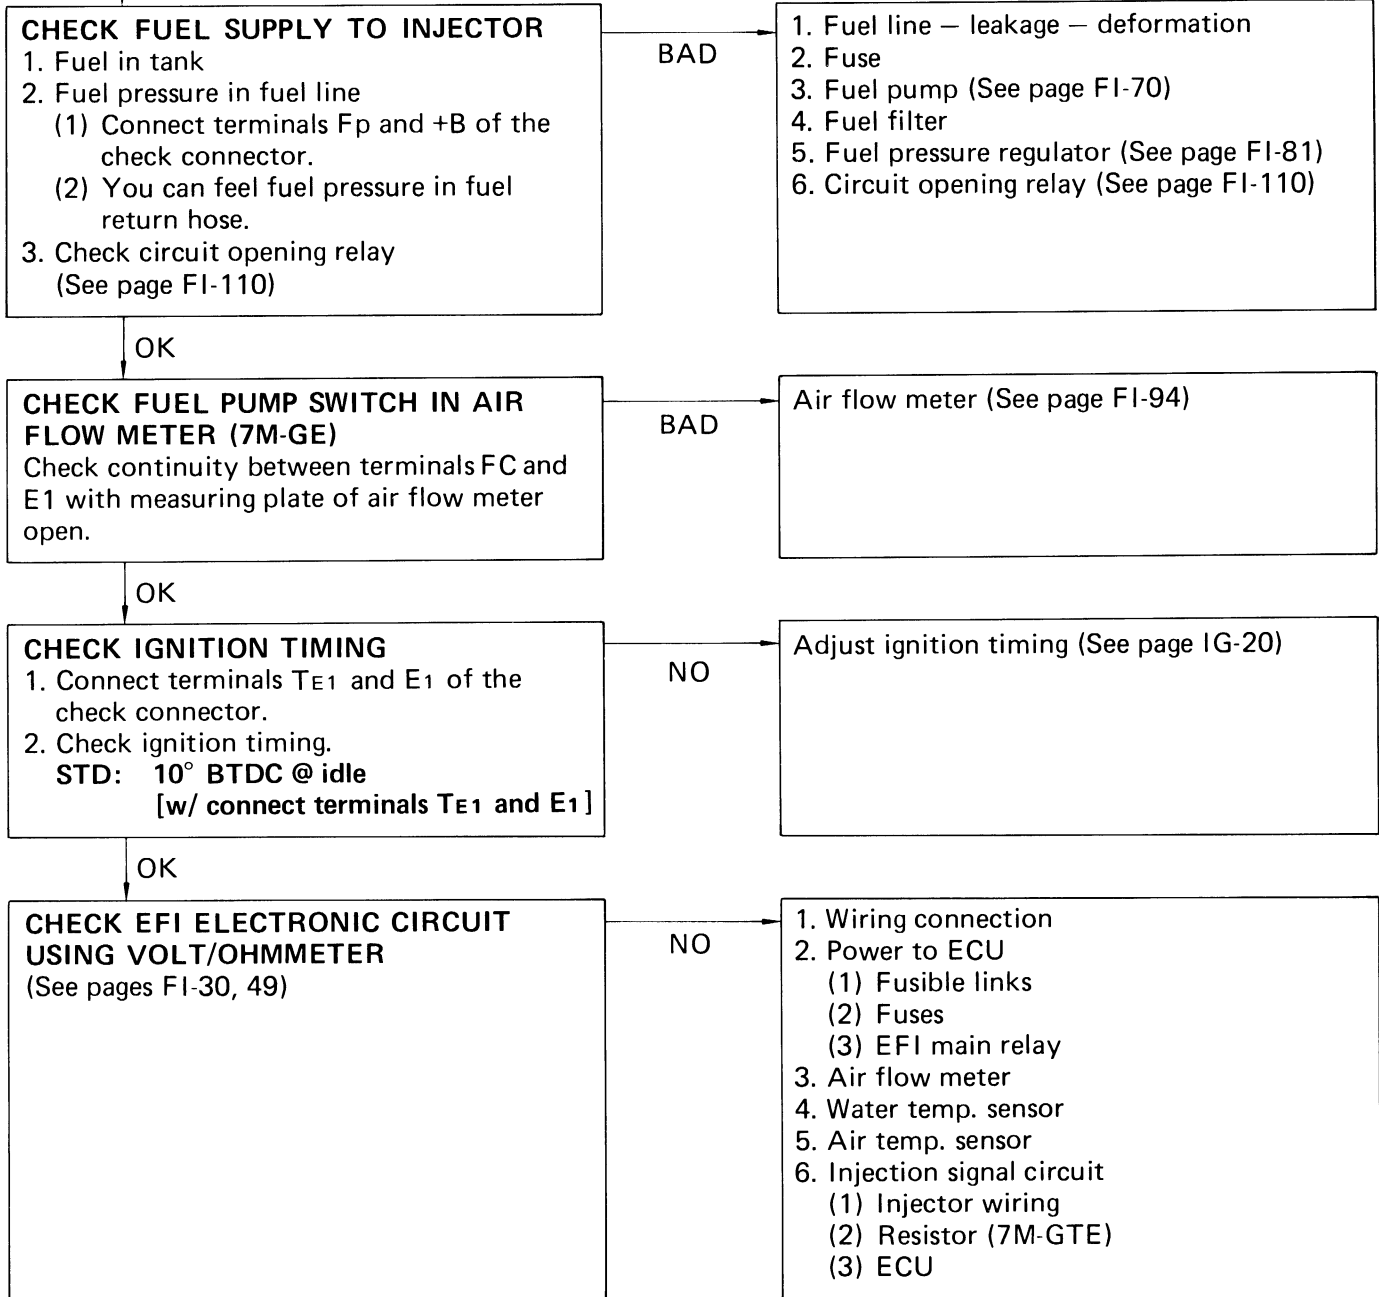 CHECK FUEL SUPPLY TO INJECTOR
1. Fuel in tank
2. Fuel pressure in fuel line
(1) Connect terminals Fp and +B of the
check connector.
(2) You can feel fuel pressure in fuel
return hose.
3. Check circuit opening relay
(See page FI-110)
BAD
1. Fuel line — leakage — deformation
2. Fuse
3. Fuel pump (See page FI-70)
4. Fuel filter
5. Fuel pressure regulator (See page FI-81)
6. Circuit opening relay (See page FI-110)
OK
CHECK FUEL PUMP SWITCH IN AIR
FLOW METER (7M-GE)
Check continuity between terminals FC and
E1 with measuring plate of air flow meter
open.
BAD
Air flow meter (See page FI-94)
OK
CHECK IGNITION TIMING
1. Connect terminals TE1 and E1 of the
check connector.
2. Check ignition timing.
STD: 10° BTDC @ idle
[w/ connect terminals TE1 and E1]
NO
Adjust ignition timing (See page IG-20)
OK
CHECK EFI ELECTRONIC CIRCUIT
USING VOLT/OHMMETER
(See pages FI-30, 49)
NO
1. Wiring connection
2. Power to ECU
(1) Fusible links
(2) Fuses
(3) EFI main relay
3. Air flow meter
4. Water temp. sensor
5. Air temp. sensor
6. Injection signal circuit
(1) Injector wiring
(2) Resistor (7M-GTE)
(3) ECU